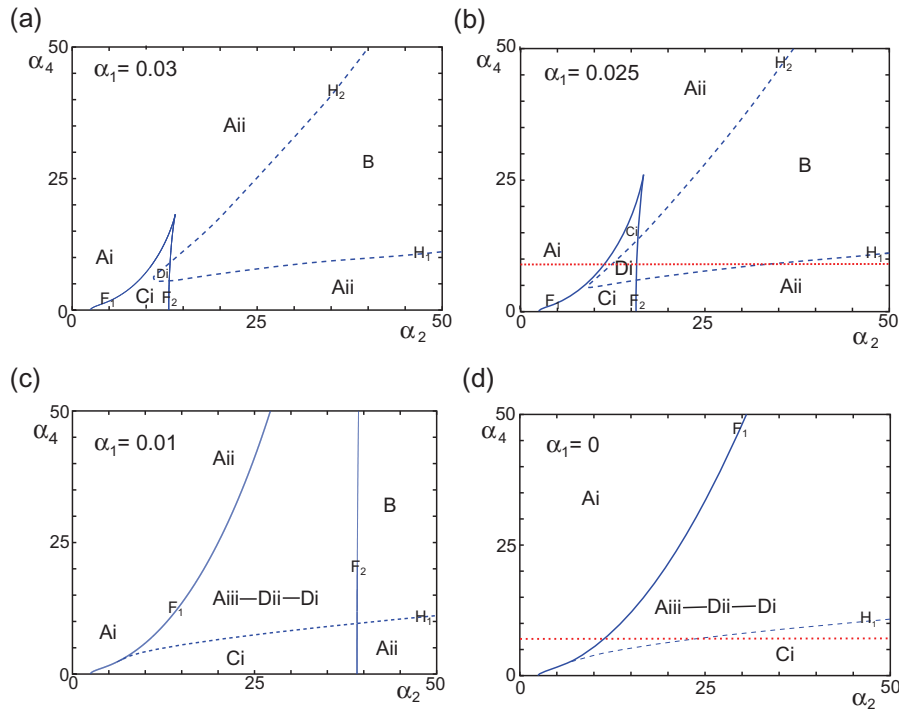 (a)
50
α4
α1= 0.03
H2
Aii
25
B
Ai
Di
H1
Ci
Aii
F1
F2
0
0
25
α2
50
(b)
50
α4
α1= 0.025
H2
Aii
B
25
Ci
Ai
H1
Di
Aii
F
Ci
F2
0
0
25
α2
50
(c)
50
α4
α1= 0.01
Aii
B
25
F2
Aiii—Dii—Di
F1
H1
Ai
Ci
Aii
0
0
25
α2
50
(d)
50
α4
F1
α1= 0
Ai
25
Aiii—Dii—Di
H1
Ci
0
0
25
α2
50